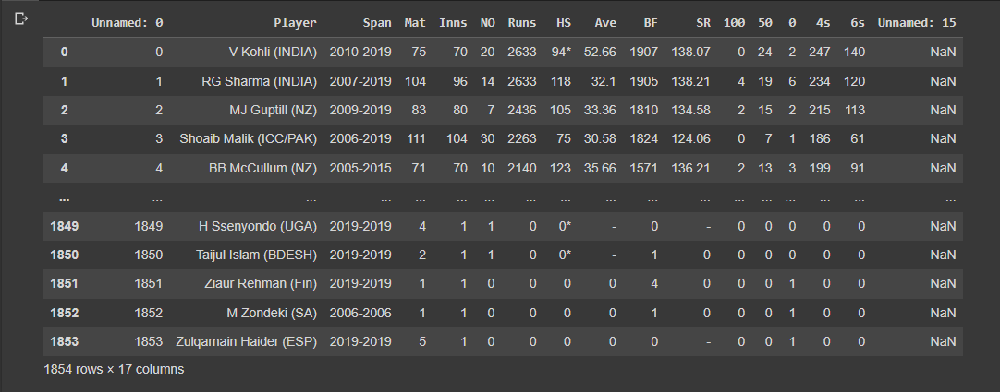 Unnamed: 0 Player Span Mat Inns NO Runs HS Ave BF SR 100 50 0 4s 6s Unnamed: 15
0 0 V Kohli (INDIA) 2010-2019 75 70 20 2633 94* 52.66 1907 138.07 0 24 2 247 140 NaN
1 1 RG Sharma (INDIA) 2007-2019 104 96 14 2633 118 32.1 1905 138.21 4 19 6 234 120 NaN
2 2 MJ Guptill (NZ) 2009-2019 83 80 7 2436 105 33.36 1810 134.58 2 15 2 215 113 NaN
3 3 Shoaib Malik (ICC/PAK) 2006-2019 111 104 30 2263 75 30.58 1824 124.06 0 7 1 186 61 NaN
4 4 BB McCullum (NZ) 2005-2015 71 70 10 2140 123 35.66 1571 136.21 2 13 3 199 91 NaN
... ... ... ... ... ... ... ... ... ... ... ... ... ... ... ... ... ...
1849 1849 H Ssenyondo (UGA) 2019-2019 4 1 1 0 0* - 0 - 0 0 0 0 0 NaN
1850 1850 Taijul Islam (BDESH) 2019-2019 2 1 1 0 0* - 1 0 0 0 0 0 0 NaN
1851 1851 Ziaur Rehman (Fin) 2019-2019 1 1 0 0 0 0 4 0 0 0 1 0 0 NaN
1852 1852 M Zondeki (SA) 2006-2006 1 1 0 0 0 0 1 0 0 0 1 0 0 NaN
1853 1853 Zulqarnain Haider (ESP) 2019-2019 5 1 0 0 0 0 0 - 0 0 1 0 0 NaN
1854 rows × 17 columns